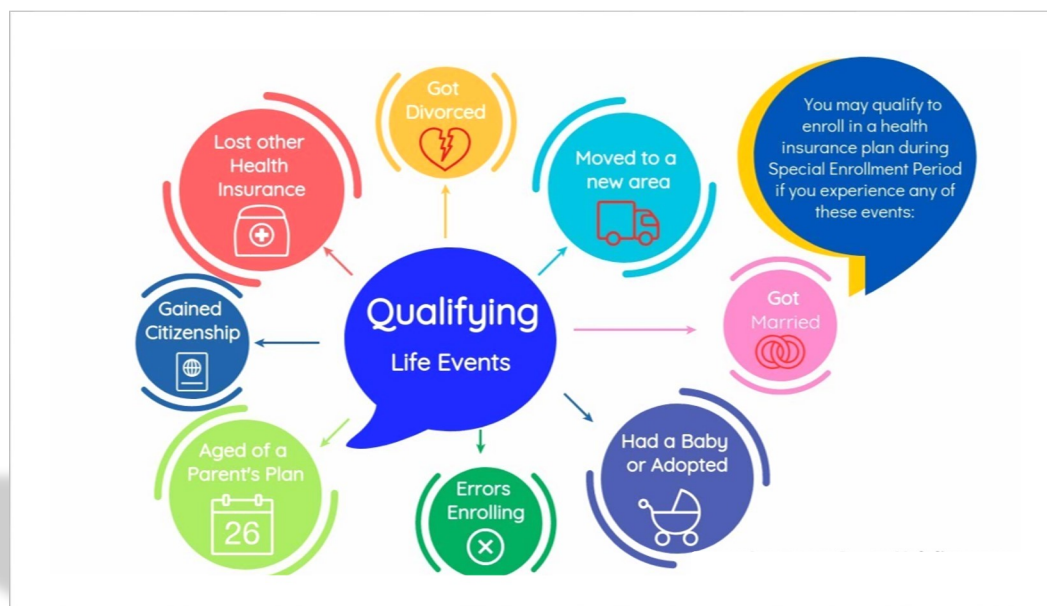 Got
Divorced
Lost other
Health
Insurance
Moved to a
new area
You may qualify to
enroll in a health
insurance plan during
Special Enrollment Period
if you experience any of
these events:
Gained
Citizenship
Qualifying
Life Events
Got
Married
Aged of a
Parent's Plan
26
Errors
Enrolling
Had a Baby
or Adopted